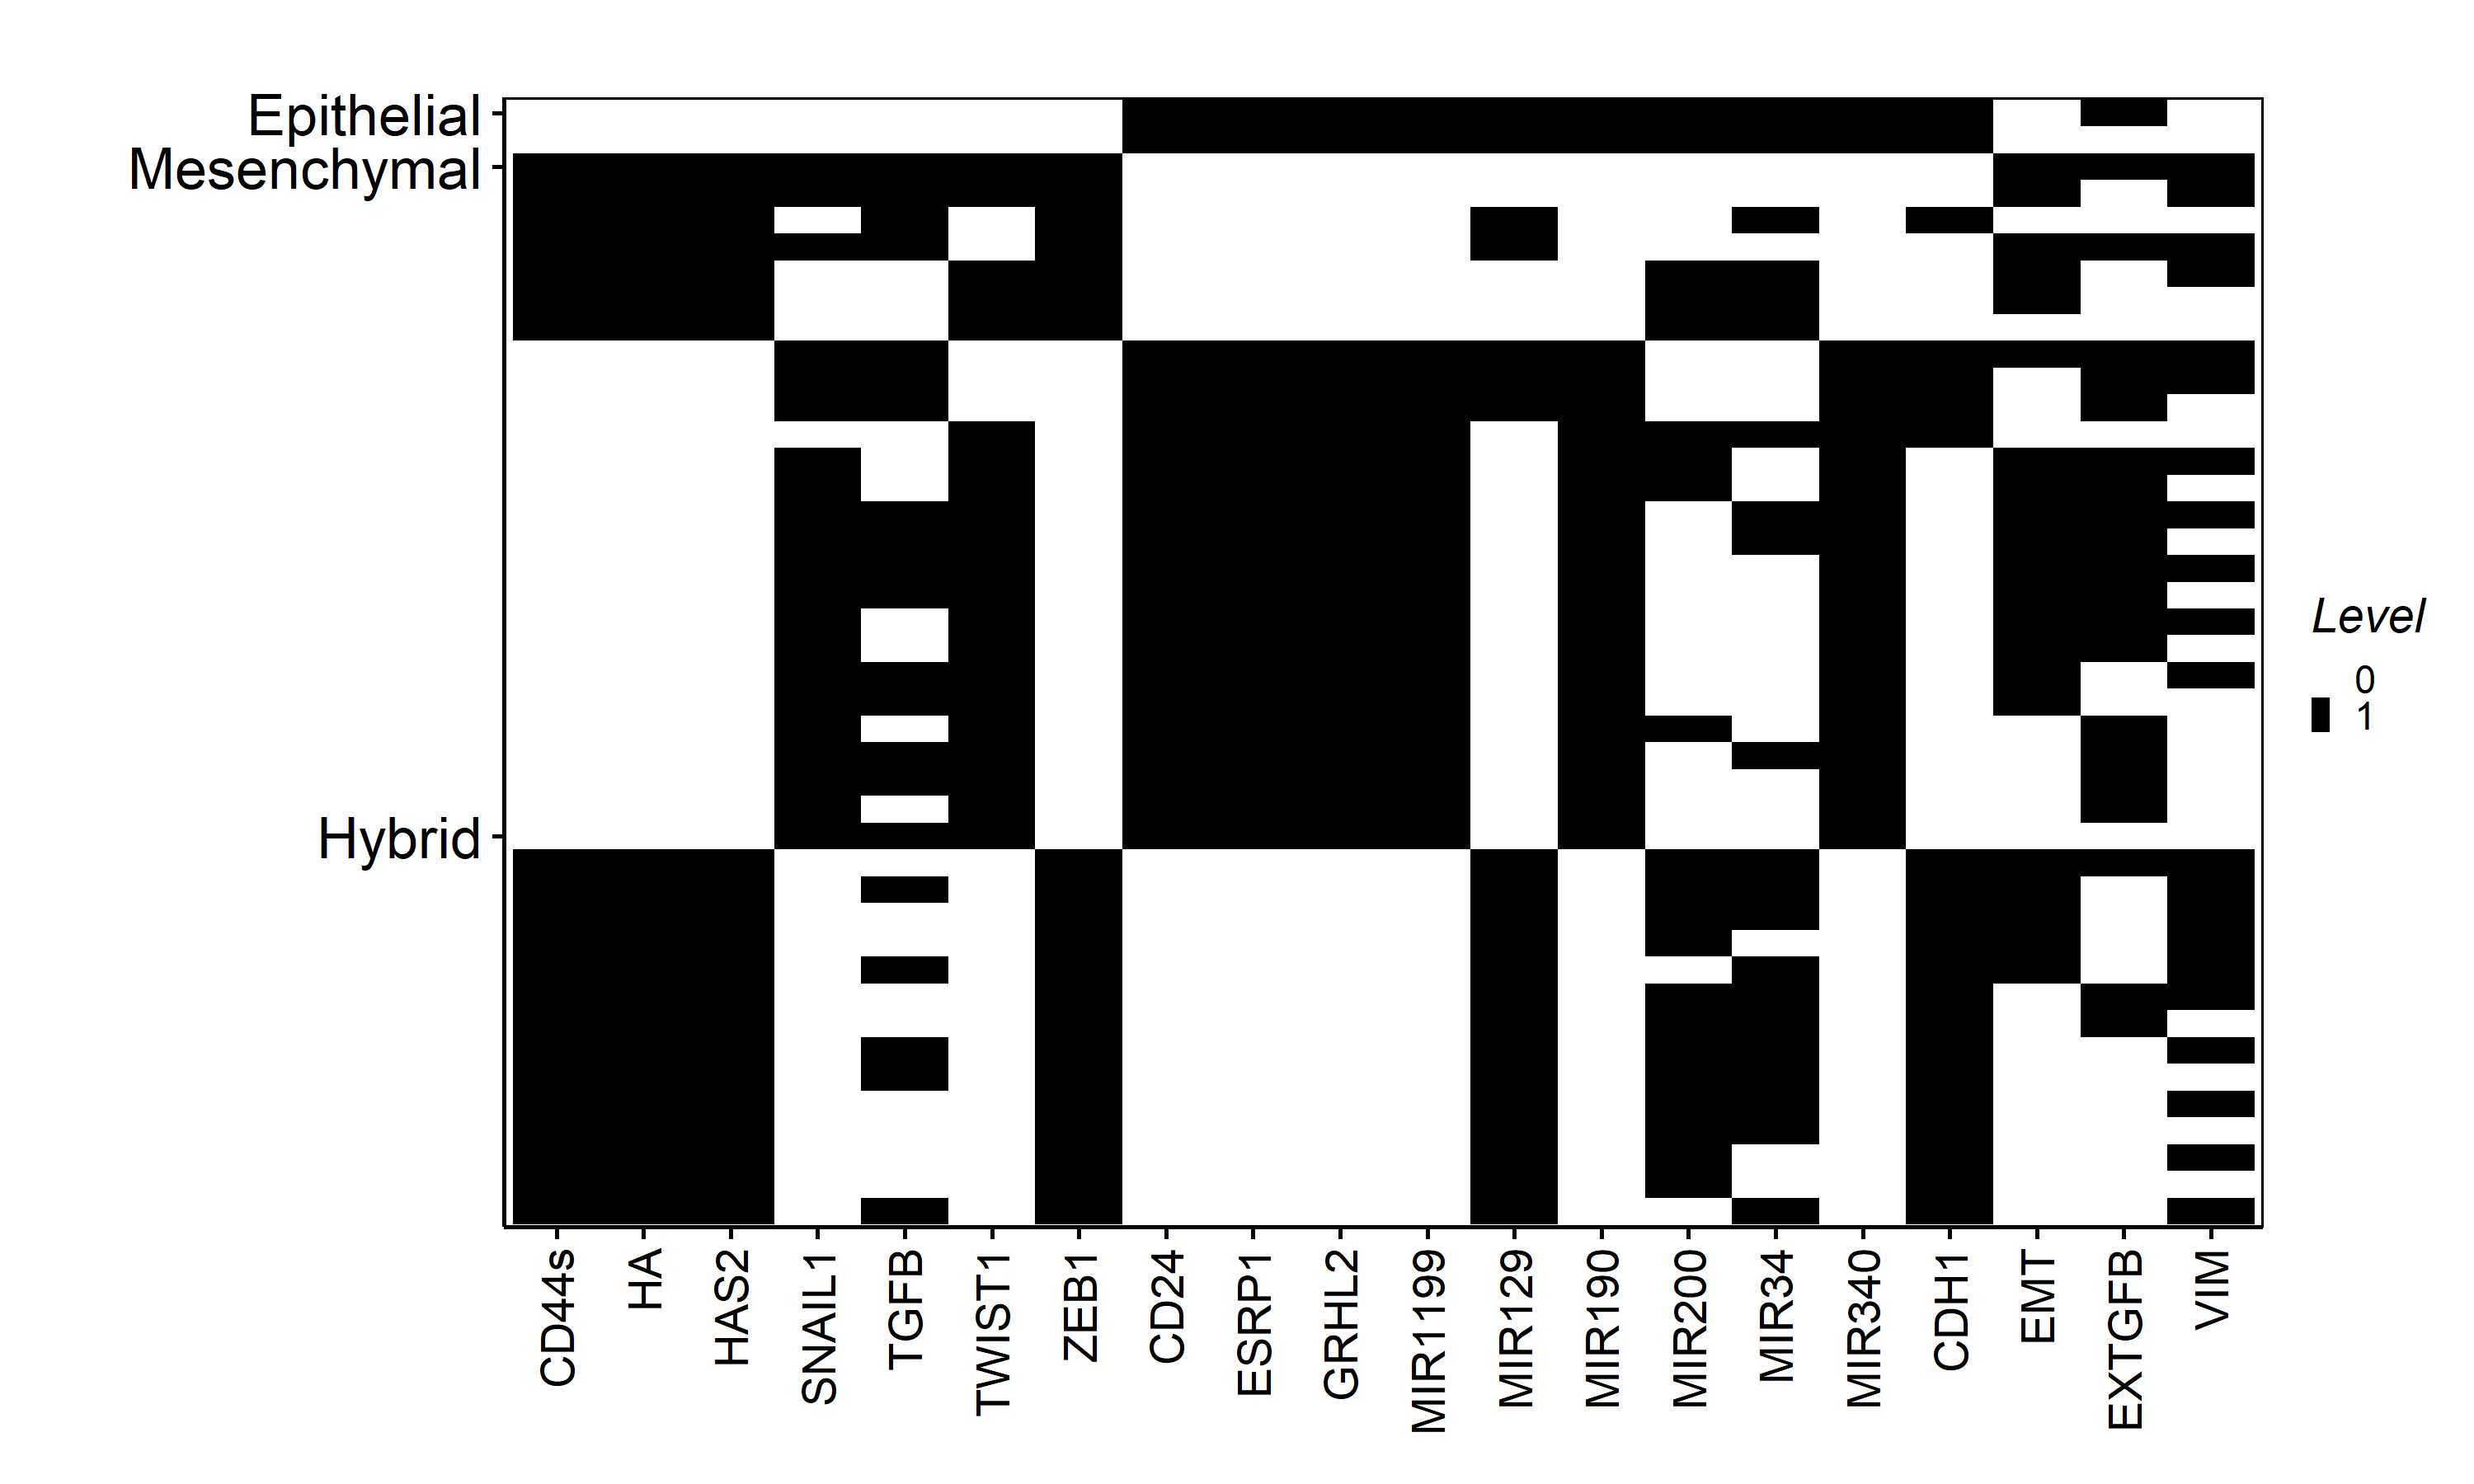 Epithelial
Mesenchymal
Hybrid
Level
0
1
CD44s
HA
HAS2
SNAIL1
TGFB
TWIST1
ZEB1
CD24
ESRP1
GRHL2
MIR1199
MIR129
MIR190
MIR200
MIR34
MIR340
CDH1
EMT
EXTGFB
VIM